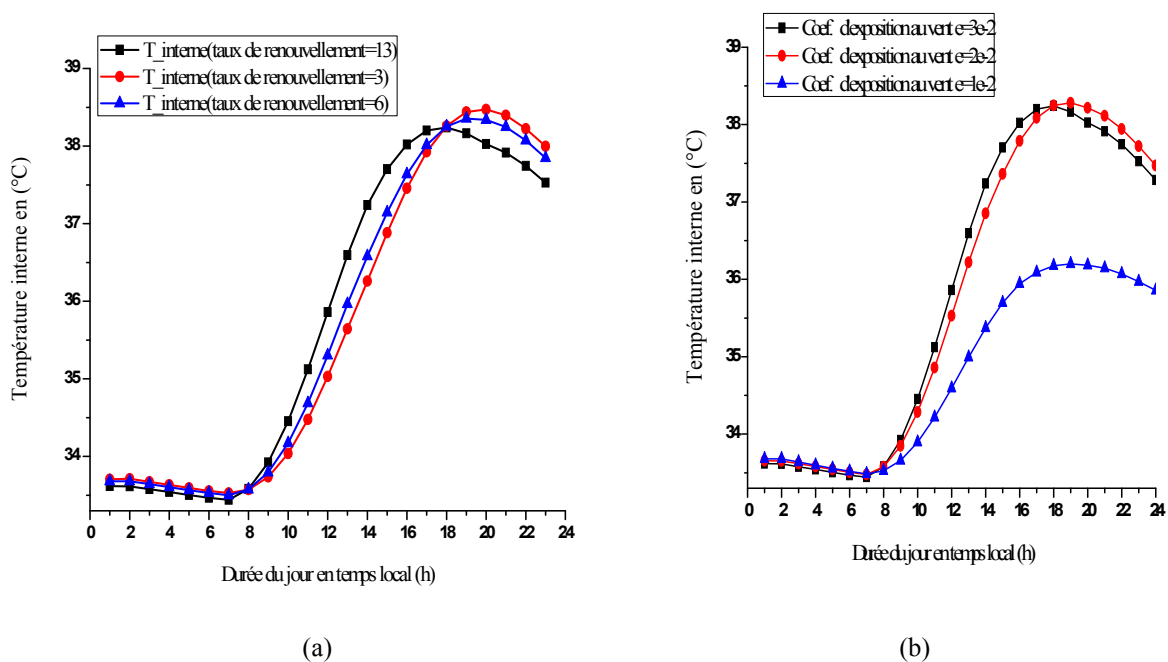 T_interne(taux de renouvellement=13)
T_interne(taux de renouvellement=3)
T_interne(taux de renouvellement=6)
39
38
37
36
35
34
Température interne en (°C)
0 2 4 6 8 10 12 14 16 18 20 22 24
Durée du jour en temps local (h)
(a)
Coef. d'exposition au vent e=3e-2
Coef. d'exposition au vent e=2e-2
Coef. d'exposition au vent e=1e-2
39
38
37
36
35
34
Température interne en (°C)
0 2 4 6 8 10 12 14 16 18 20 22 24
Durée du jour en temps local (h)
(b)